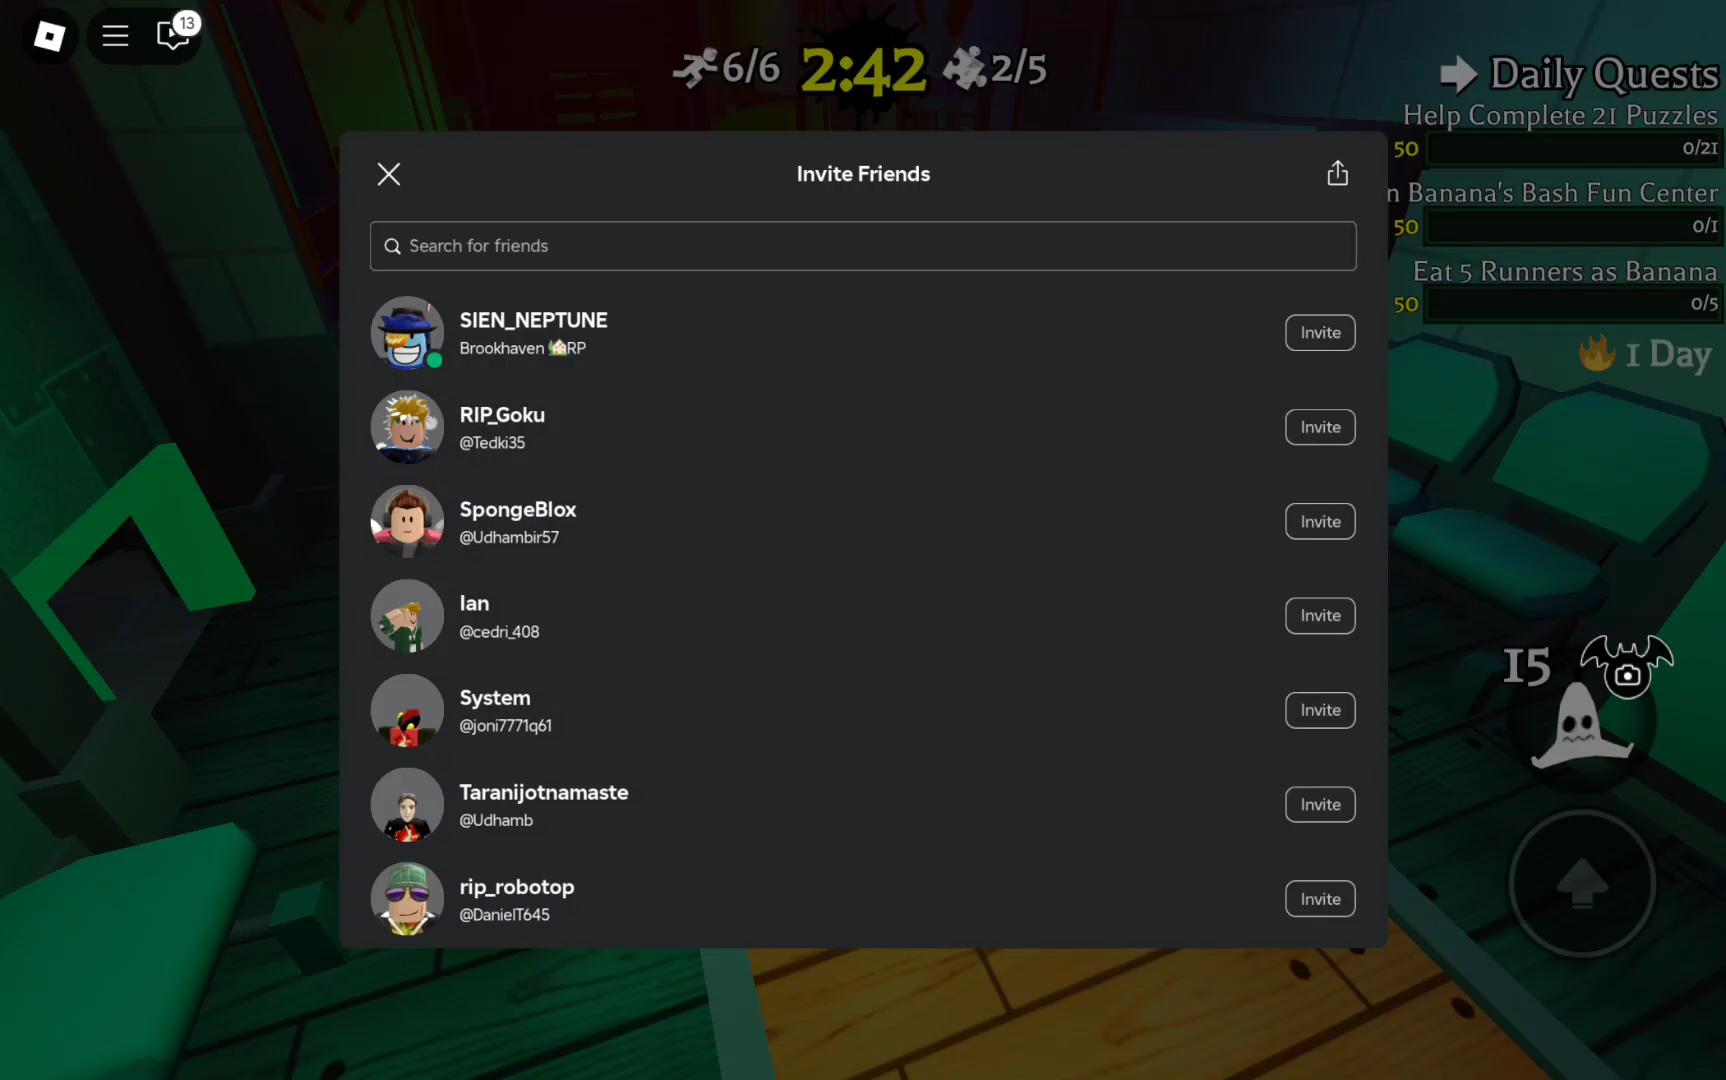 13
6/6 2:42 2/5
Daily Quests
Help Complete 21 Puzzles
50 0/21
n Banana's Bash Fun Center
50 0/1
Eat 5 Runners as Banana
50 0/5
1 Day
Invite Friends
Search for friends
SIEN_NEPTUNE
Brookhaven 🏡RP
Invite
RIP_Goku
@Tedki35
Invite
SpongeBlox
@Udhambir57
Invite
Ian
@cedri_408
Invite
System
@joni7771q61
Invite
Taranijotnamaste
@Udhamb
Invite
rip_robotop
@DanielT645
Invite
15